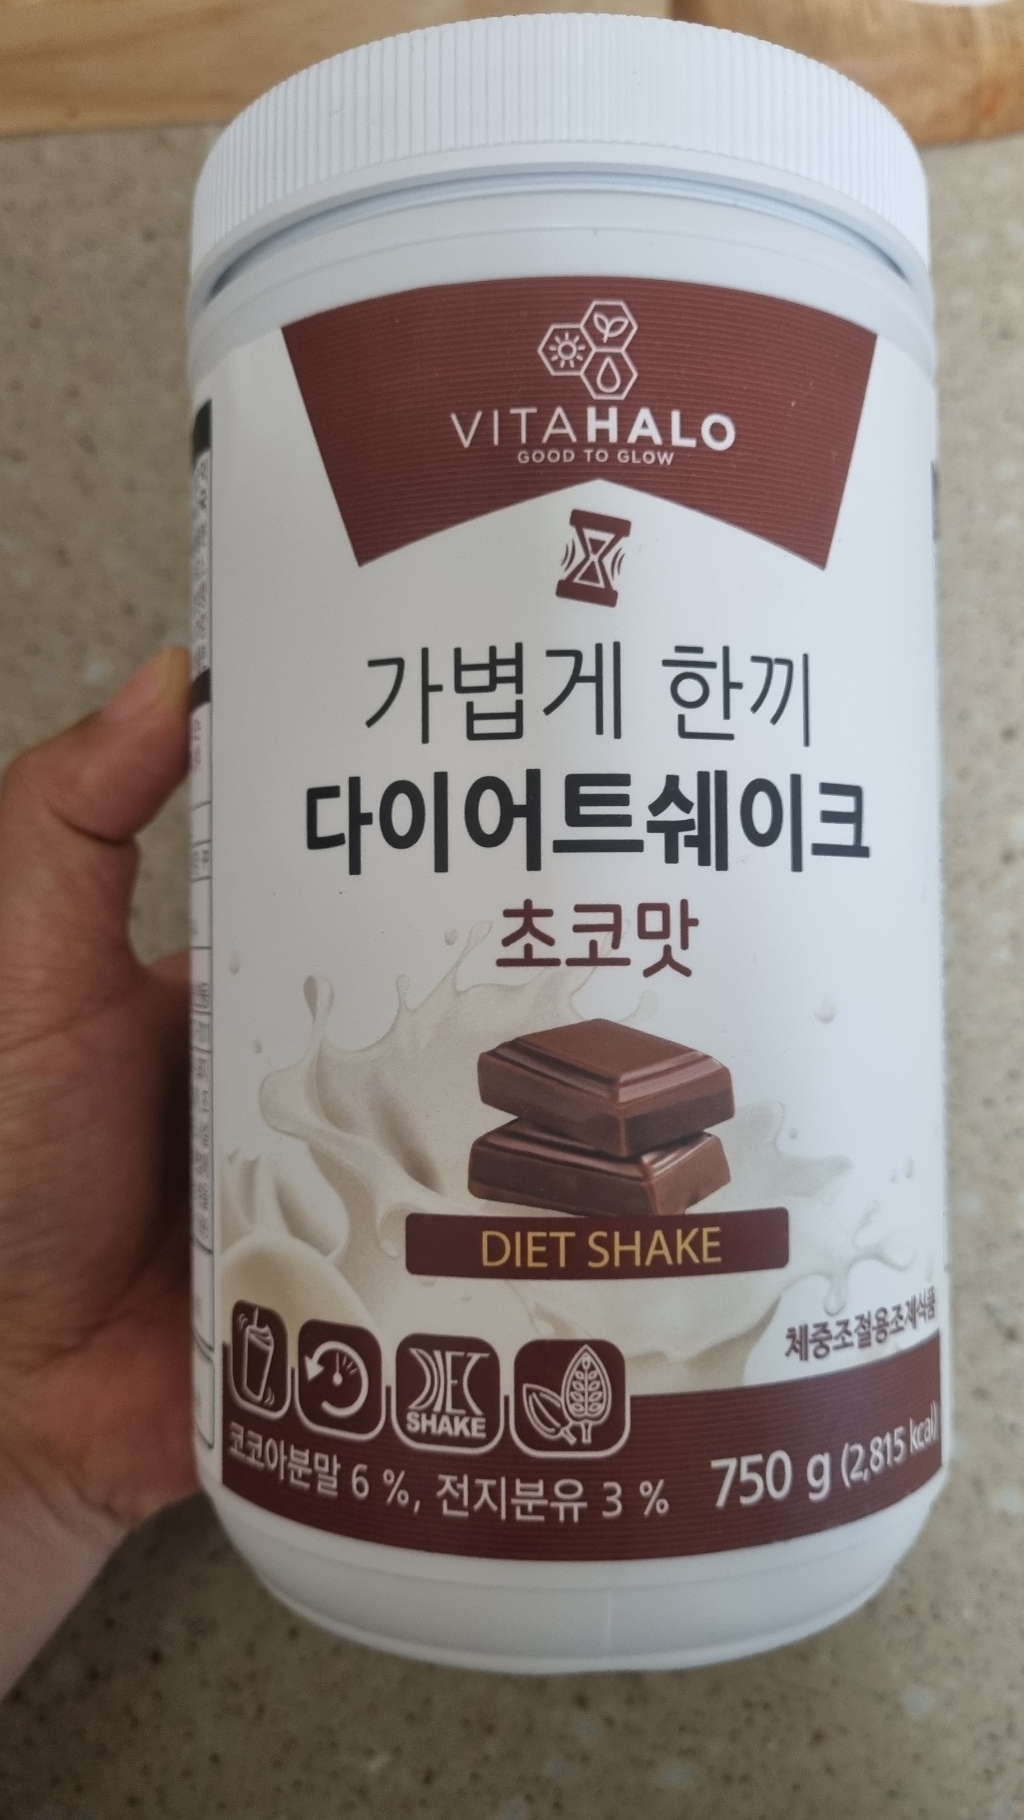 VITAHALO
GOOD TO GLOW
가볍게 한끼
다이어트쉐이크
초코맛
DIET SHAKE
체중조절용조제식품
DIET
SHAKE
코코아분말 6 %, 전지분유 3 %
750 g (2,815 kcal)